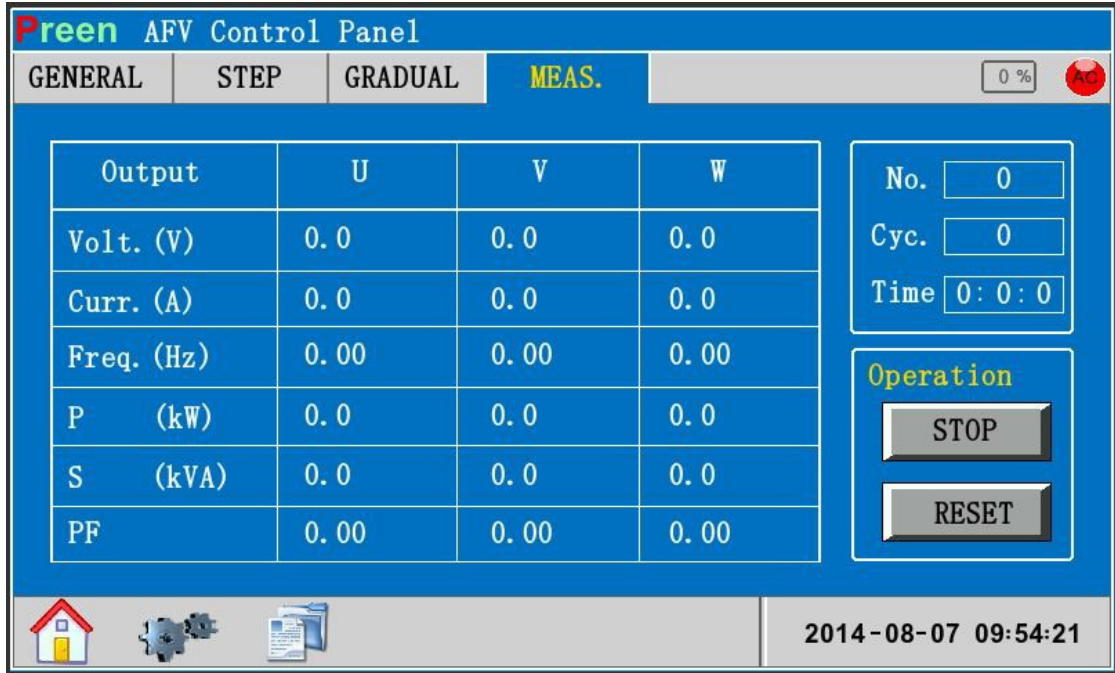 Preen AFV Control Panel
GENERAL STEP GRADUAL MEAS. 0 % AC
Output U V W
Volt. (V) 0.0 0.0 0.0
Curr. (A) 0.0 0.0 0.0
Freq. (Hz) 0.00 0.00 0.00
P (kW) 0.0 0.0 0.0
S (kVA) 0.0 0.0 0.0
PF 0.00 0.00 0.00
No. 0
Cyc. 0
Time 0: 0: 0
Operation
STOP
RESET
2014-08-07 09:54:21